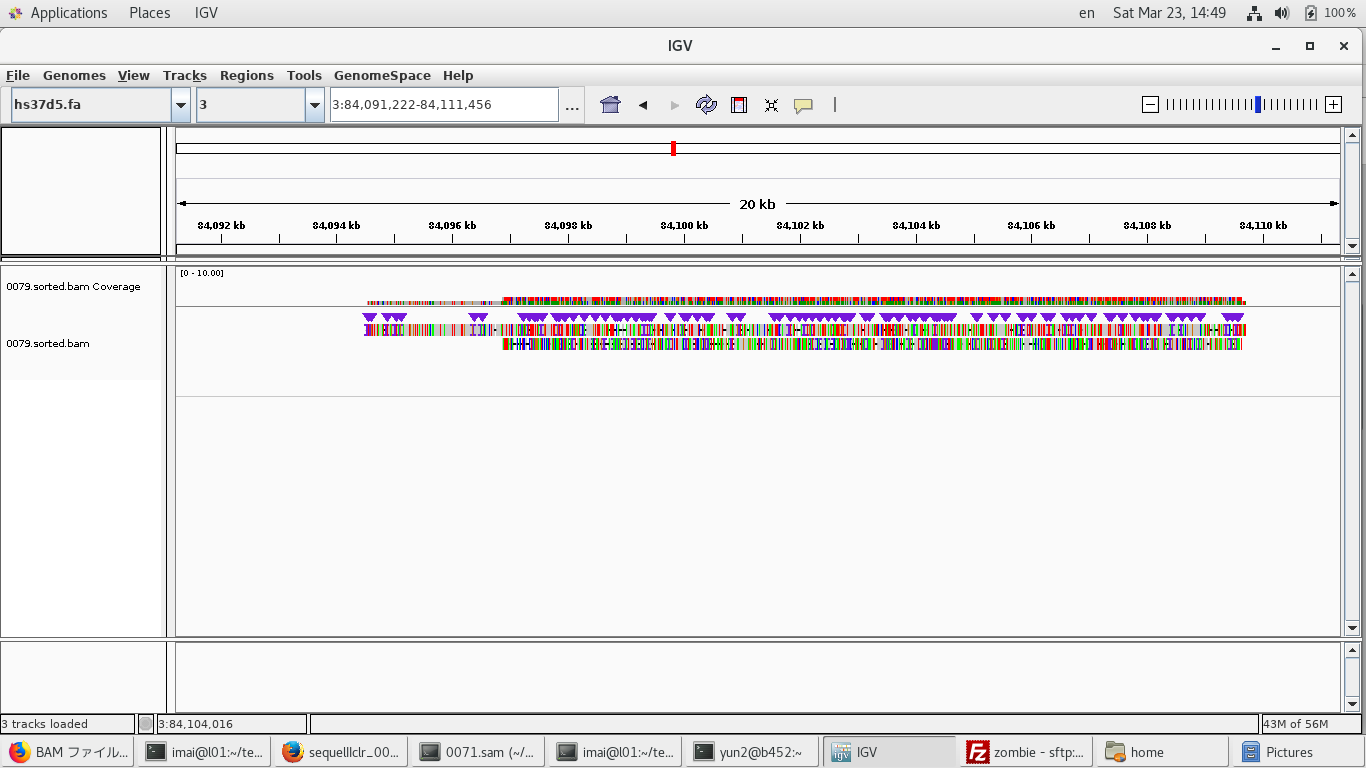 Applications Places IGV en Sat Mar 23, 14:49 100%
IGV
File Genomes View Tracks Regions Tools GenomeSpace Help
hs37d5.fa 3 3:84,091,222-84,111,456 ...
20 kb
84,092 kb 84,094 kb 84,096 kb 84,098 kb 84,100 kb 84,102 kb 84,104 kb 84,106 kb 84,108 kb 84,110 kb
[0 - 10.00]
0079.sorted.bam Coverage
0079.sorted.bam
3 tracks loaded 3:84,104,016 43M of 56M
BAM ファイル... imai@l01:~/te... sequelIIclr_00... 0071.sam (~/... imai@l01:~/te... yun2@b452:~ igv IGV zombie - sftp:... home Pictures